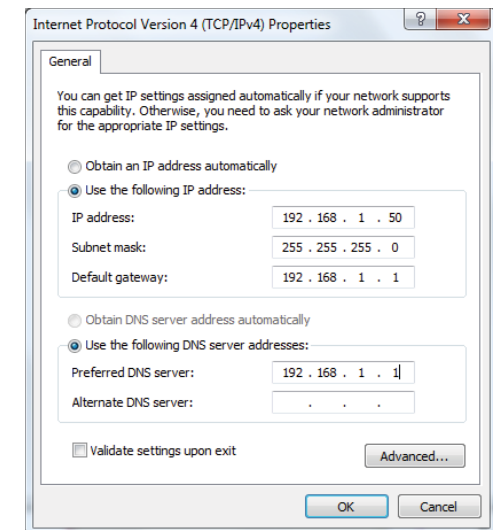 Internet Protocol Version 4 (TCP/IPv4) Properties
General
You can get IP settings assigned automatically if your network supports
this capability. Otherwise, you need to ask your network administrator
for the appropriate IP settings.
Obtain an IP address automatically
Use the following IP address:
IP address: 192 . 168 . 1 . 50
Subnet mask: 255 . 255 . 255 . 0
Default gateway: 192 . 168 . 1 . 1
Obtain DNS server address automatically
Use the following DNS server addresses:
Preferred DNS server: 192 . 168 . 1 . 1
Alternate DNS server: . . .
Validate settings upon exit
Advanced...
OK Cancel